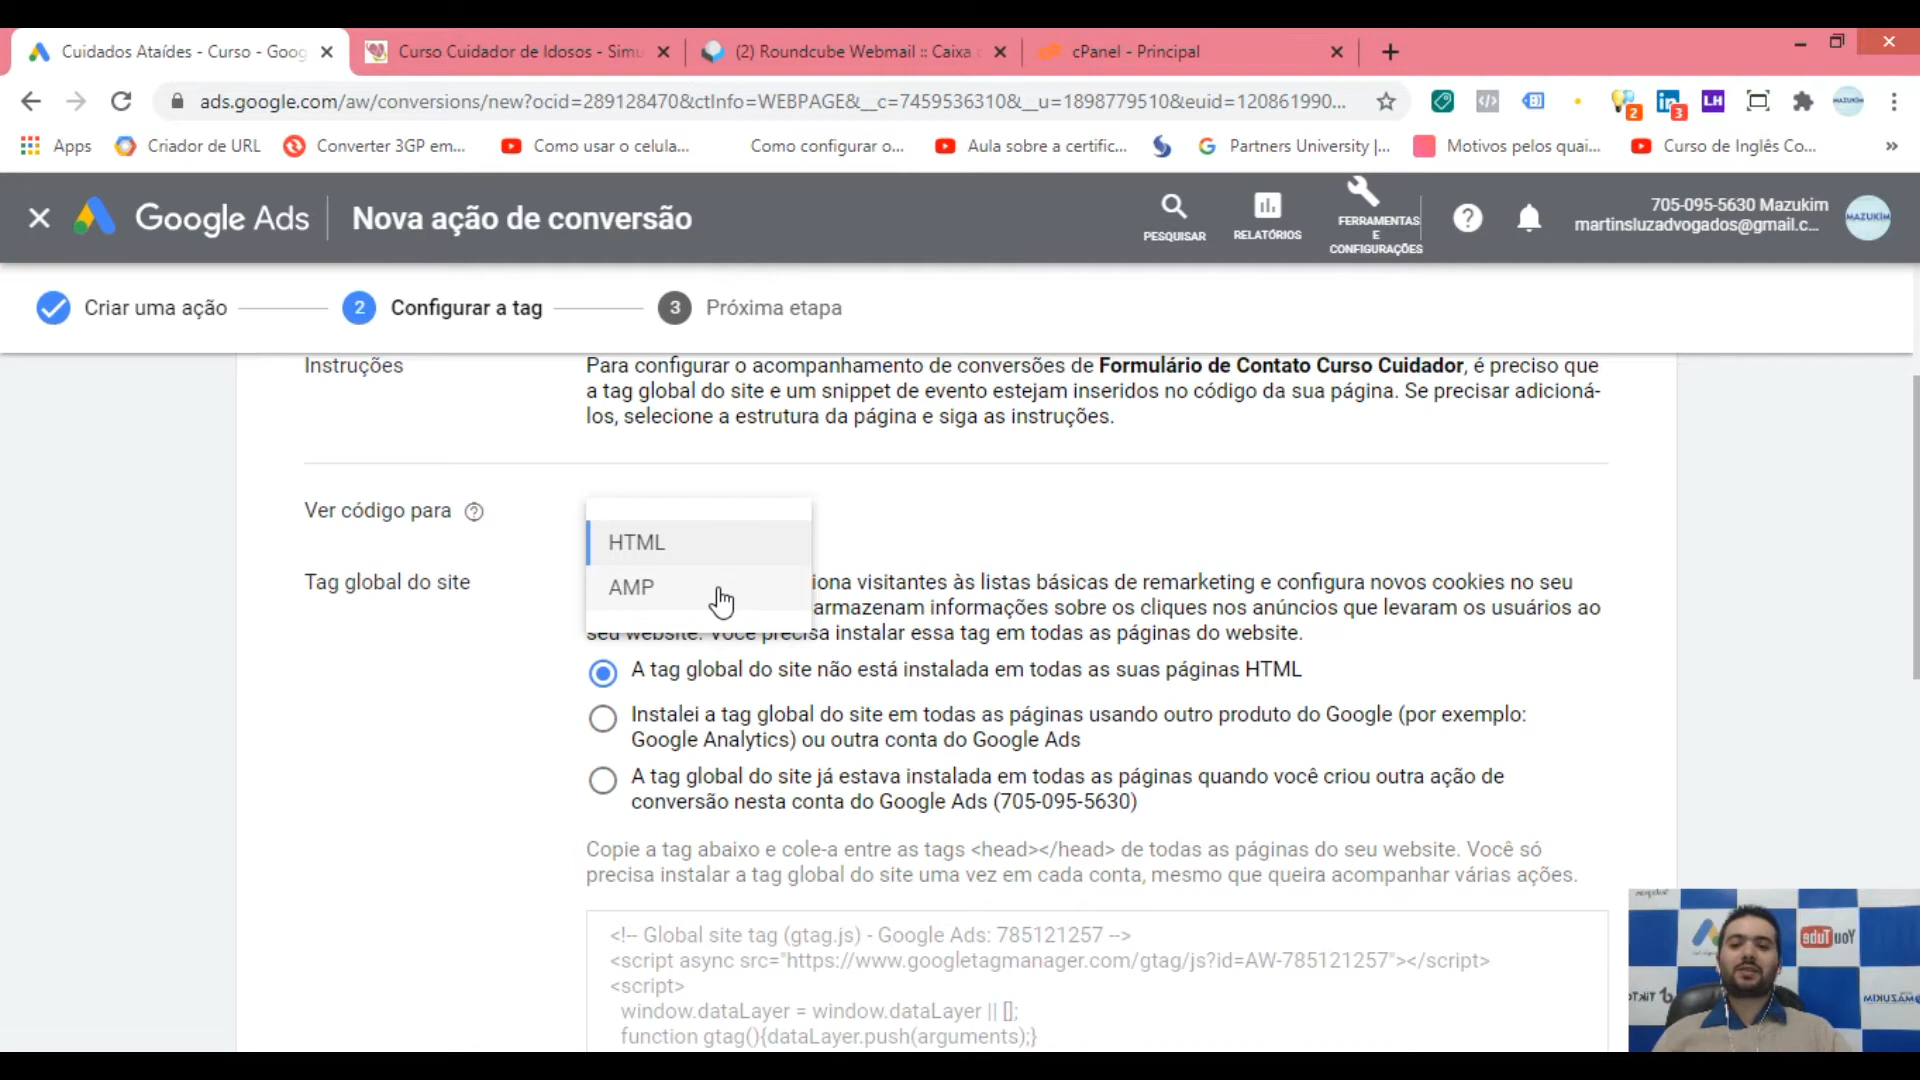 Cuidados Ataídes - Curso - Goog
Curso Cuidador de Idosos - Simu
(2) Roundcube Webmail :: Caixa
cPanel - Principal
ads.google.com/aw/conversions/new?ocid=289128470&ctInfo=WEBPAGE&__c=7459536310&__u=1898779510&euid=120861990...
2
3
LH
MAZUKIM
Apps
Criador de URL
Converter 3GP em...
Como usar o celula...
Como configurar o...
Aula sobre a certific...
Partners University |...
Motivos pelos quai...
Curso de Inglês Co...
»
Google Ads
Nova ação de conversão
PESQUISAR
RELATÓRIOS
FERRAMENTAS
E
CONFIGURAÇÕES
705-095-5630 Mazukim
martinsluzadvogados@gmail.c...
MAZUKIM
Criar uma ação
2 Configurar a tag
3 Próxima etapa
Instruções
Para configurar o acompanhamento de conversões de Formulário de Contato Curso Cuidador, é preciso que
a tag global do site e um snippet de evento estejam inseridos no código da sua página. Se precisar adicioná-
los, selecione a estrutura da página e siga as instruções.
Ver código para
HTML
AMP
Tag global do site
iona visitantes às listas básicas de remarketing e configura novos cookies no seu
armazenam informações sobre os cliques nos anúncios que levaram os usuários ao
seu website. Você precisa instalar essa tag em todas as páginas do website.
A tag global do site não está instalada em todas as suas páginas HTML
Instalei a tag global do site em todas as páginas usando outro produto do Google (por exemplo:
Google Analytics) ou outra conta do Google Ads
A tag global do site já estava instalada em todas as páginas quando você criou outra ação de
conversão nesta conta do Google Ads (705-095-5630)
Copie a tag abaixo e cole-a entre as tags <head></head> de todas as páginas do seu website. Você só
precisa instalar a tag global do site uma vez em cada conta, mesmo que queira acompanhar várias ações.
<!-- Global site tag (gtag.js) - Google Ads: 785121257 -->
<script async src="https://www.googletagmanager.com/gtag/js?id=AW-785121257"></script>
<script>
window.dataLayer = window.dataLayer || [];
function gtag(){dataLayer.push(arguments);}
YouTube
TikTo
MAZUKIM